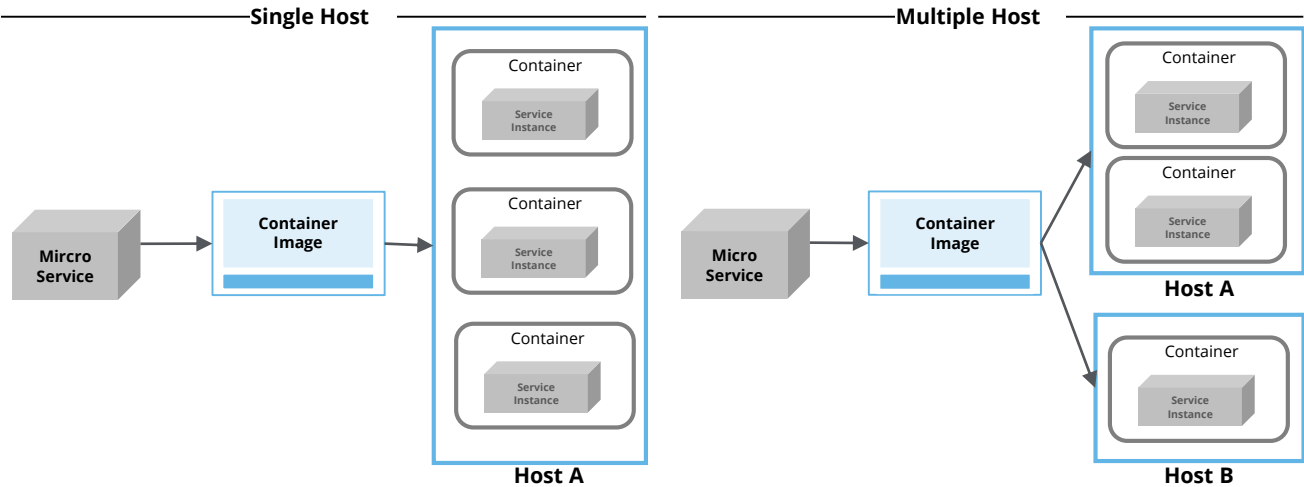 Single Host
Container
Service
Instance
Container
Service
Instance
Container
Service
Instance
Mircro
Service
Container
Image
Host A
Multiple Host
Container
Service
Instance
Container
Service
Instance
Micro
Service
Container
Image
Host A
Container
Service
Instance
Host B